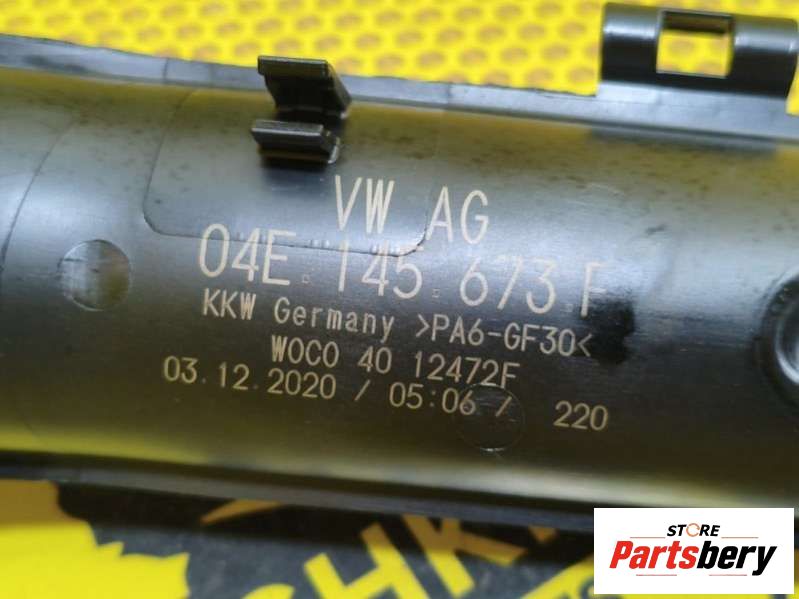 VW AG
04E 145 673 F
KKW Germany >PA6-GF30<
WOCO 40 12472F
03.12.2020 / 05:06 / 220
STORE
Partsbery